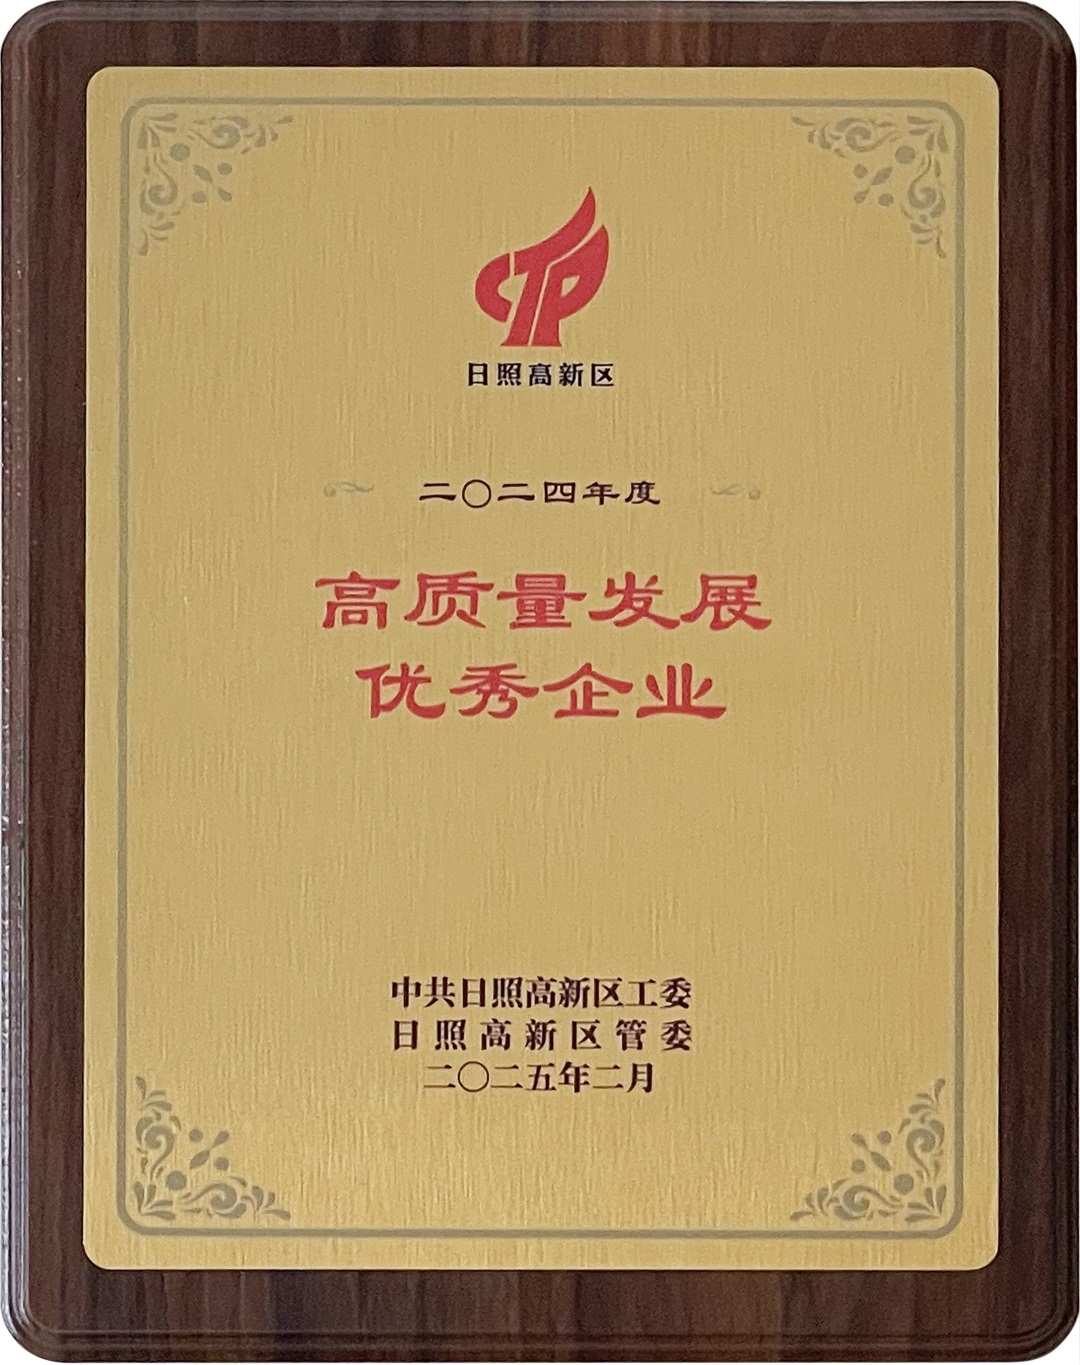 CTP
日照高新区
二〇二四年度
高质量发展
优秀企业
中共日照高新区工委
日照高新区管委
二〇二五年二月